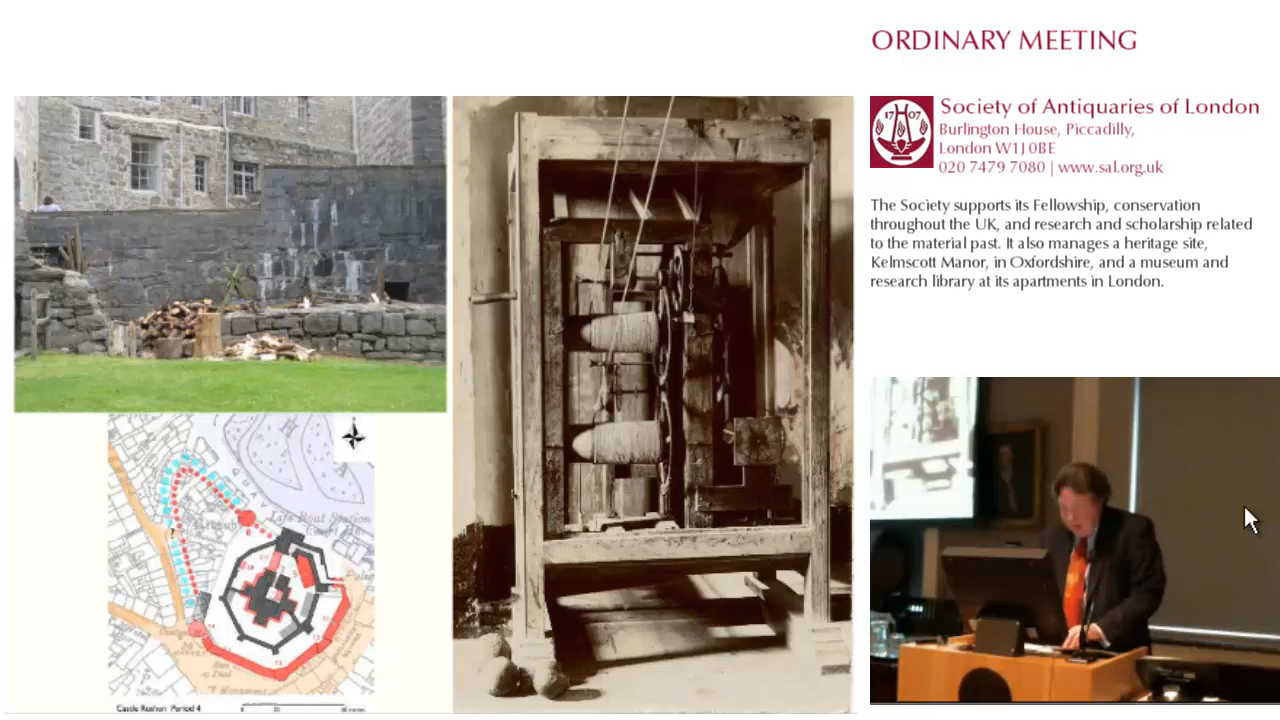 ORDINARY MEETING
1707
Society of Antiquaries of London
Burlington House, Piccadilly,
London W1J 0BE
020 7479 7080 | www.sal.org.uk
The Society supports its Fellowship, conservation
throughout the UK, and research and scholarship related
to the material past. It also manages a heritage site,
Kelmscott Manor, in Oxfordshire, and a museum and
research library at its apartments in London.
QUAY
Life Boat Station
Castle Rushen Period 4